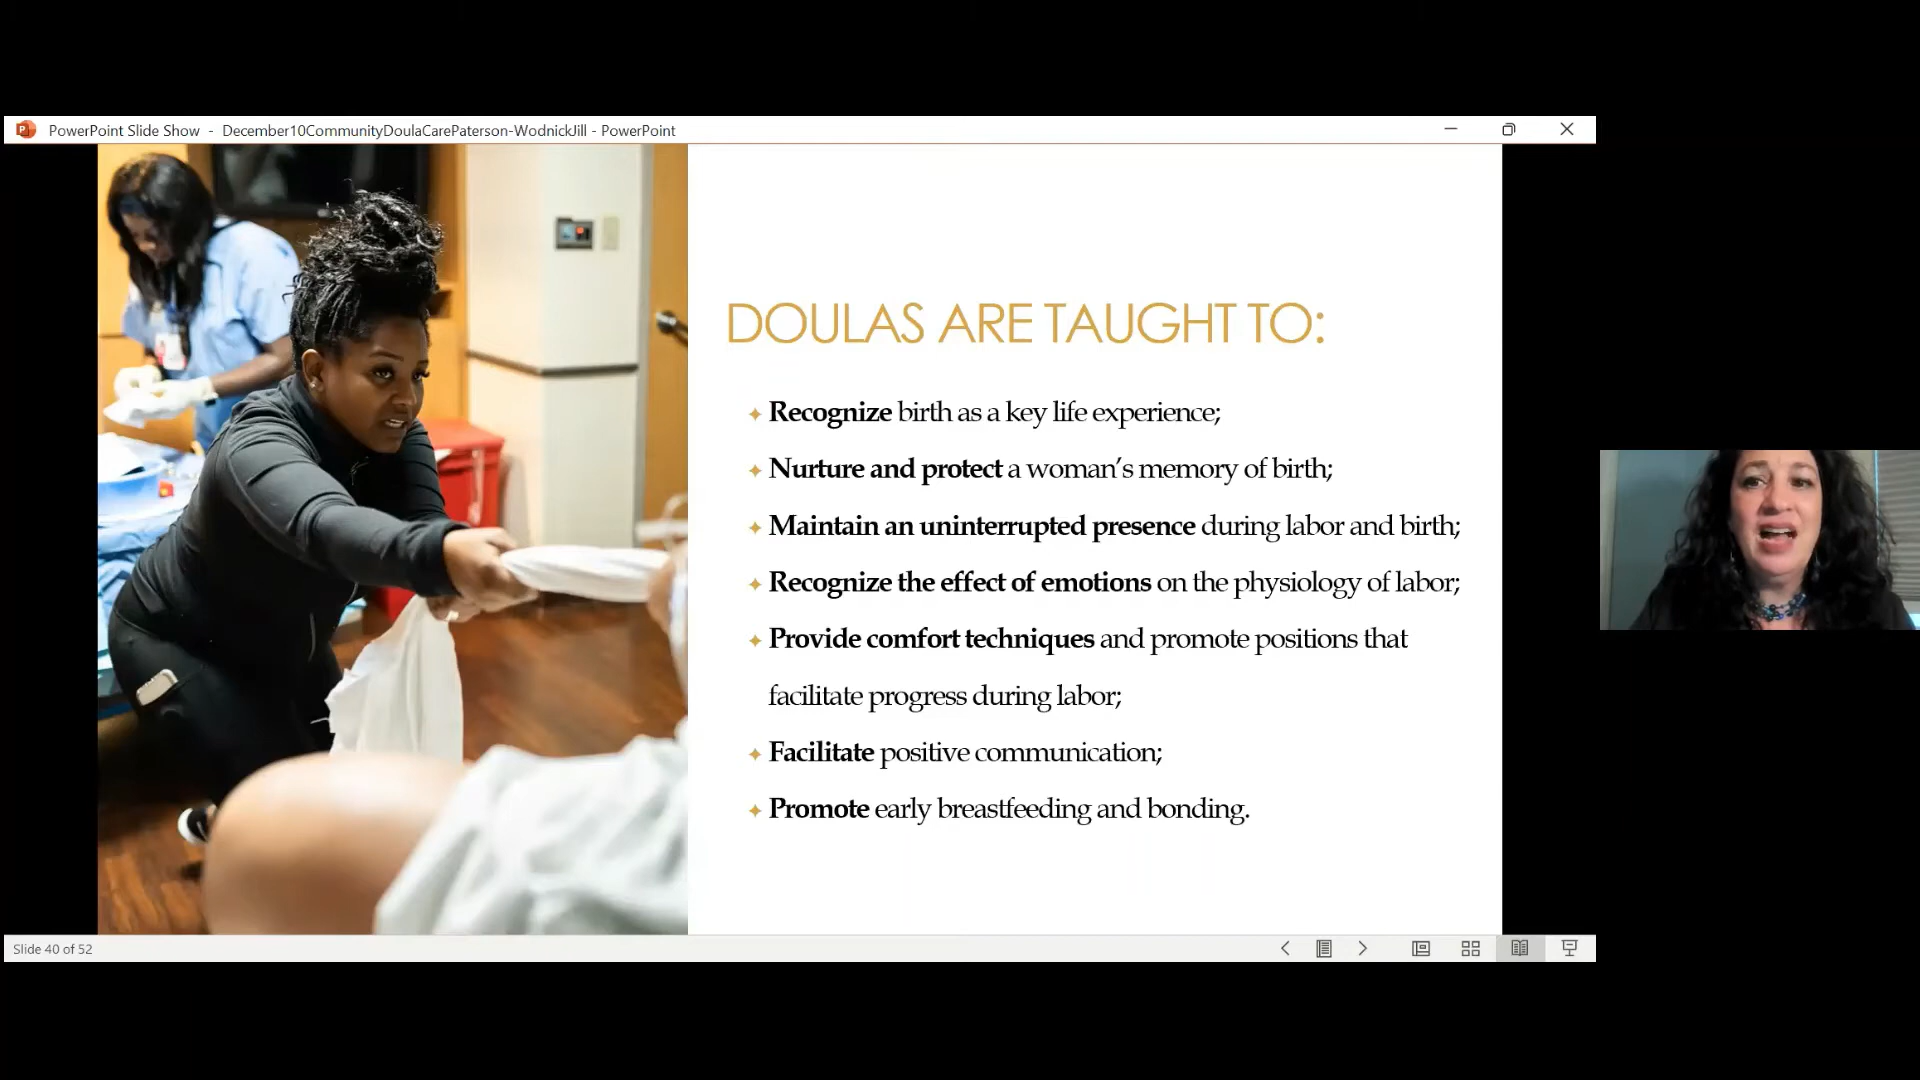 PowerPoint Slide Show - December10CommunityDoulaCarePaterson-WodnickJill - PowerPoint
DOULAS ARE TAUGHT TO:
Recognize birth as a key life experience;
Nurture and protect a woman’s memory of birth;
Maintain an uninterrupted presence during labor and birth;
Recognize the effect of emotions on the physiology of labor;
Provide comfort techniques and promote positions that
facilitate progress during labor;
Facilitate positive communication;
Promote early breastfeeding and bonding.
Slide 40 of 52